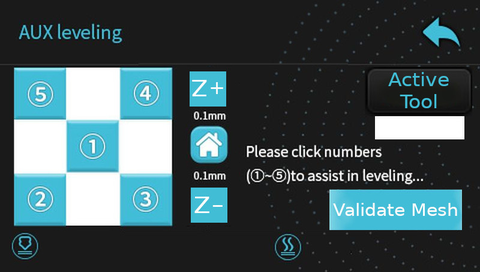 AUX leveling
⑤ ④
①
② ③
Z+
0.1mm
0.1mm
Z-
Active
Tool
Please click numbers
(①~⑤)to assist in leveling...
Validate Mesh